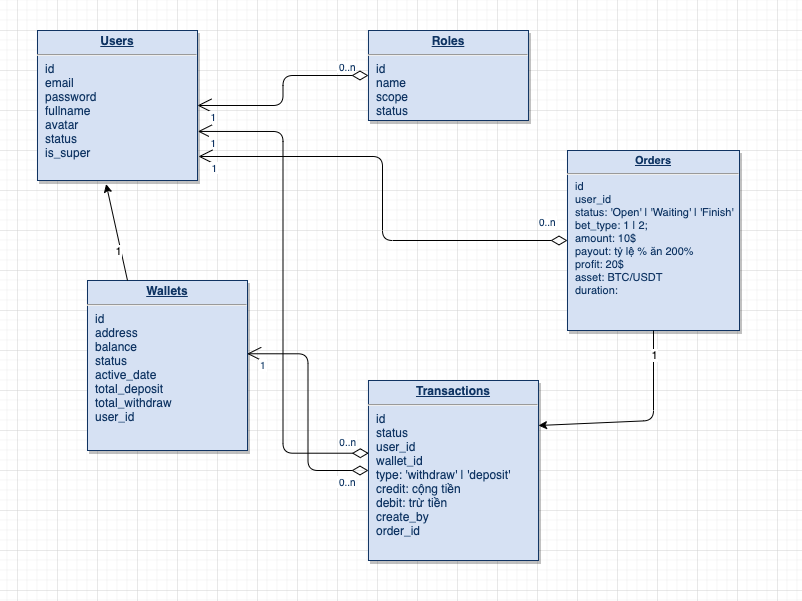 Users
id
email
password
fullname
avatar
status
is_super
Roles
id
name
scope
status
0..n
1
1
1
Orders
id
user_id
status: 'Open' | 'Waiting' | 'Finish'
bet_type: 1 | 2;
amount: 10$
payout: tỷ lệ % ăn 200%
profit: 20$
asset: BTC/USDT
duration:
0..n
1
Wallets
id
address
balance
status
active_date
total_deposit
total_withdraw
user_id
1
1
Transactions
id
status
user_id
wallet_id
type: 'withdraw' | 'deposit'
credit: cộng tiền
debit: trừ tiền
create_by
order_id
0..n
0..n